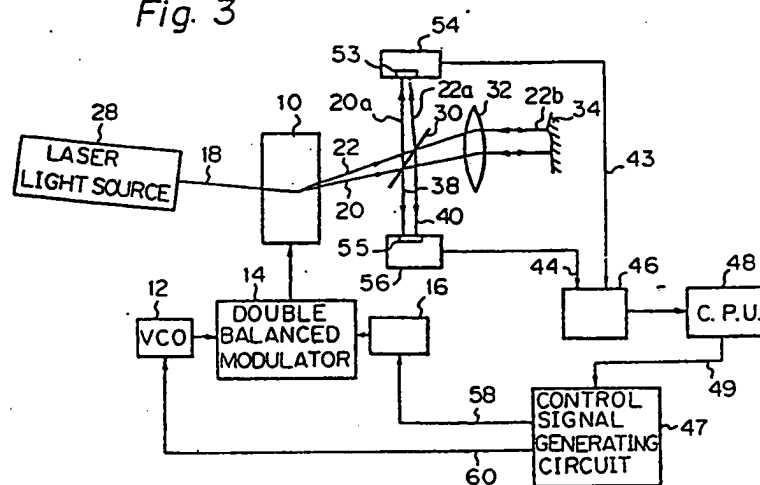 Fig. 3
54
53
28
10
20a
22a
30
32
22b
34
LASER
LIGHT SOURCE
18
22
20
38
40
43
55
56
44
46
48
12
14
16
VCO
DOUBLE
BALANCED
MODULATOR
C. P. U.
49
58
60
CONTROL
SIGNAL
GENERATING
CIRCUIT
47